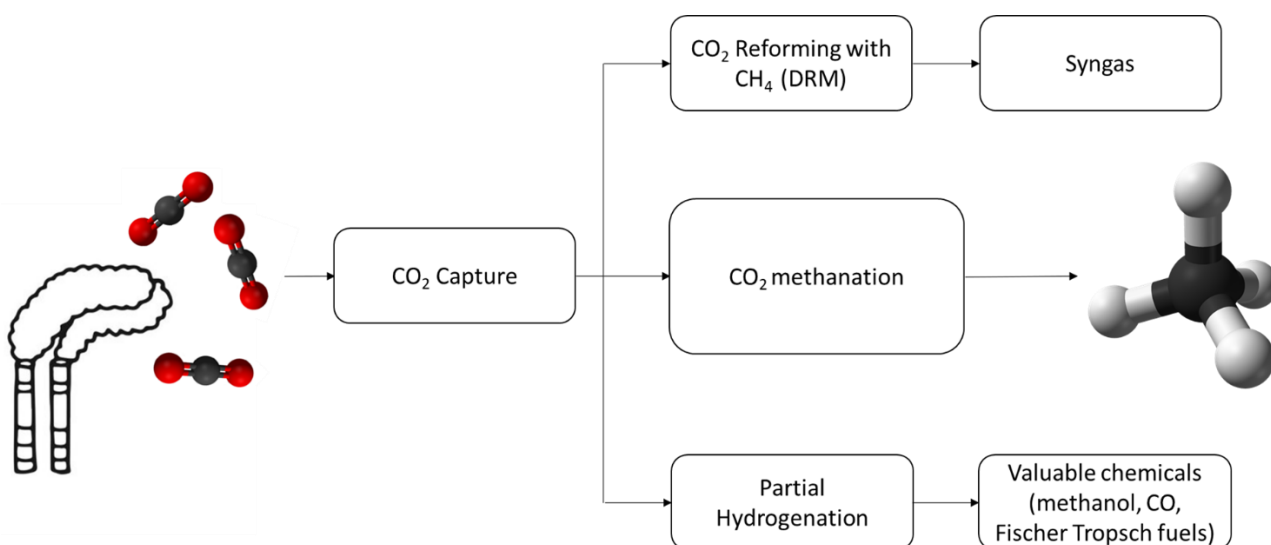 CO₂ Reforming with
CH₄ (DRM)
Syngas
CO₂ Capture
CO₂ methanation
Partial
Hydrogenation
Valuable chemicals
(methanol, CO,
Fischer Tropsch fuels)